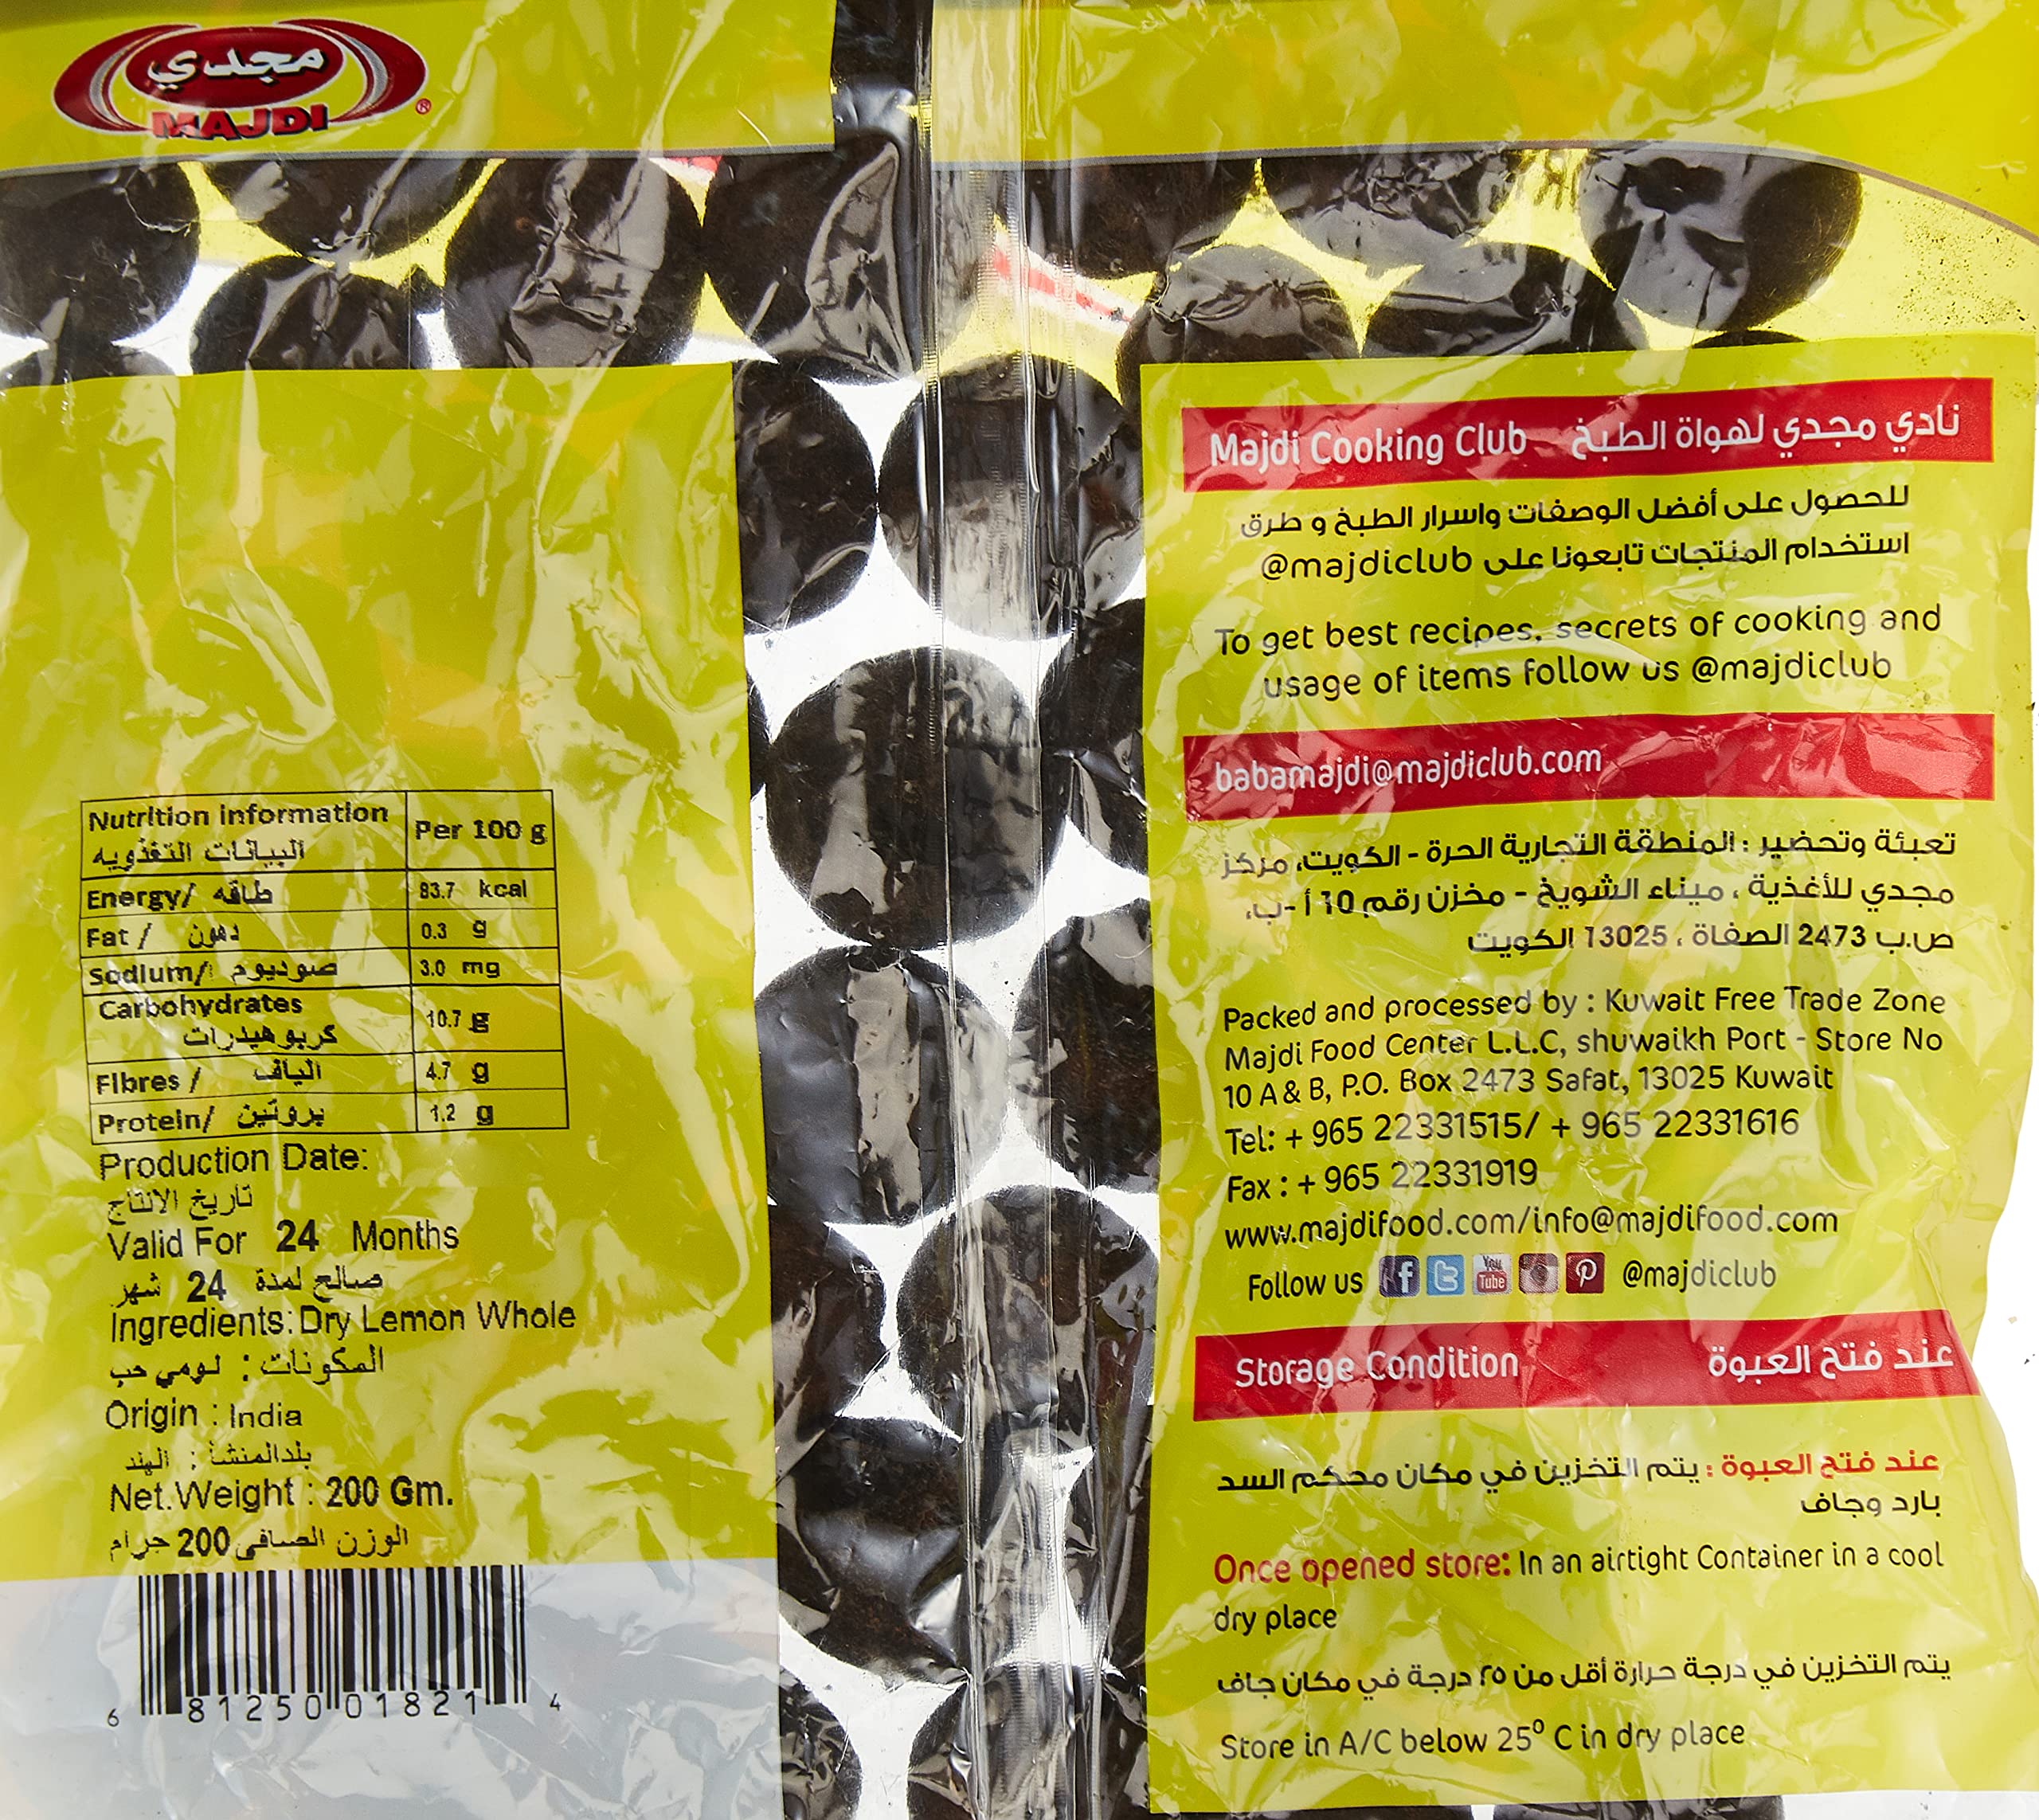 مجدي
MAJDI
®
Nutrition information
البيانات التغذويه
Per 100 g
Energy/ طاقه 83.7 kcal
Fat / دهون 0.3 g
Sodium/ صوديوم 3.0 mg
Carbohydrates
كربوهيدرات
10.7 g
Fibres / الياف 4.7 g
Protein/ بروتين 1.2 g
Production Date:
تاريخ الانتاج
Valid For 24 Months
صالح لمدة 24 شهر
Ingredients: Dry Lemon Whole
المكونات : لومي حب
Origin : India
بلدالمنشأ : الهند
Net.Weight : 200 Gm.
الوزن الصافى 200 جرام
6 81250 01821 4
Majdi Cooking Club نادي مجدي لهواة الطبخ
للحصول على أفضل الوصفات واسرار الطبخ و طرق
استخدام المنتجات تابعونا على @majdiclub
To get best recipes, secrets of cooking and
usage of items follow us @majdiclub
babamajdi@majdiclub.com
تعبئة وتحضير : المنطقة التجارية الحرة - الكويت، مركز
مجدي للأغذية ، ميناء الشويخ - مخزن رقم 10 أ -ب،
ص.ب 2473 الصفاة ، 13025 الكويت
Packed and processed by : Kuwait Free Trade Zone
Majdi Food Center L.L.C, shuwaikh Port - Store No
10 A & B, P.O. Box 2473 Safat, 13025 Kuwait
Tel: + 965 22331515/ + 965 22331616
Fax : + 965 22331919
www.majdifood.com/info@majdifood.com
Follow us f t You Tube P @majdiclub
Storage Condition عند فتح العبوة
عند فتح العبوة : يتم التخزين في مكان محكم السد
بارد وجاف
Once opened store: In an airtight Container in a cool
dry place
يتم التخزين في درجة حرارة أقل من ٢٥ درجة في مكان جاف
Store in A/C below 25⁰ C in dry place